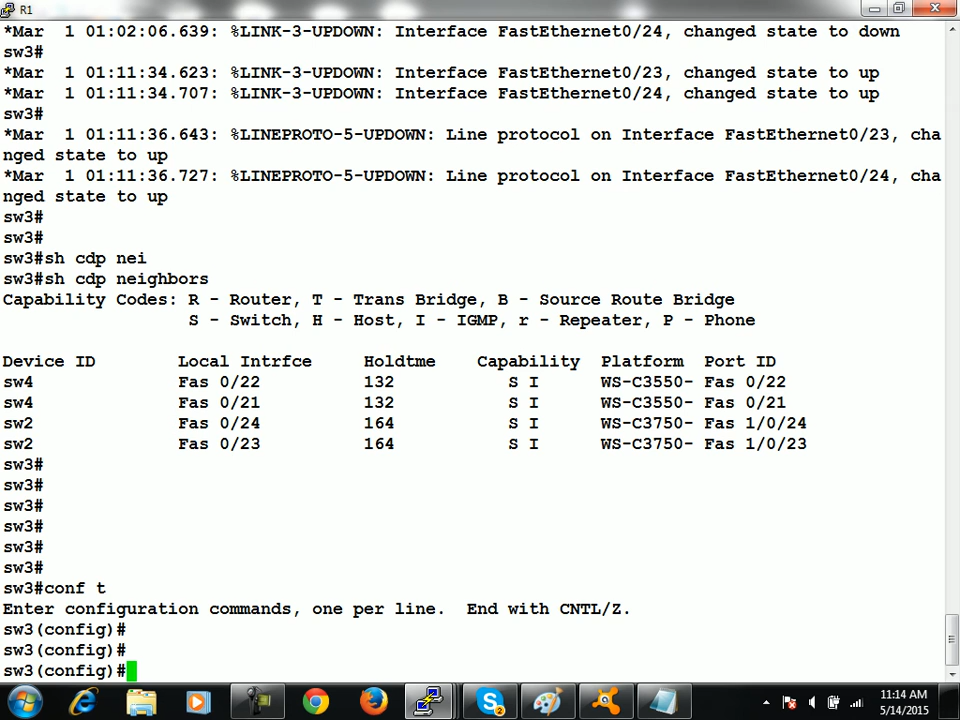 R1
*Mar  1 01:02:06.639: %LINK-3-UPDOWN: Interface FastEthernet0/24, changed state to down
sw3#
*Mar  1 01:11:34.623: %LINK-3-UPDOWN: Interface FastEthernet0/23, changed state to up
*Mar  1 01:11:34.707: %LINK-3-UPDOWN: Interface FastEthernet0/24, changed state to up
sw3#
*Mar  1 01:11:36.643: %LINEPROTO-5-UPDOWN: Line protocol on Interface FastEthernet0/23, cha
nged state to up
*Mar  1 01:11:36.727: %LINEPROTO-5-UPDOWN: Line protocol on Interface FastEthernet0/24, cha
nged state to up
sw3#
sw3#
sw3#sh cdp nei
sw3#sh cdp neighbors
Capability Codes: R - Router, T - Trans Bridge, B - Source Route Bridge
                  S - Switch, H - Host, I - IGMP, r - Repeater, P - Phone
Device ID        Local Intrfce     Holdtme    Capability  Platform  Port ID
sw4              Fas 0/22          132           S I      WS-C3550- Fas 0/22
sw4              Fas 0/21          132           S I      WS-C3550- Fas 0/21
sw2              Fas 0/24          164           S I      WS-C3750- Fas 1/0/24
sw2              Fas 0/23          164           S I      WS-C3750- Fas 1/0/23
sw3#
sw3#
sw3#
sw3#
sw3#
sw3#
sw3#conf t
Enter configuration commands, one per line.  End with CNTL/Z.
sw3(config)#
sw3(config)#
sw3(config)#
2
11:14 AM
5/14/2015